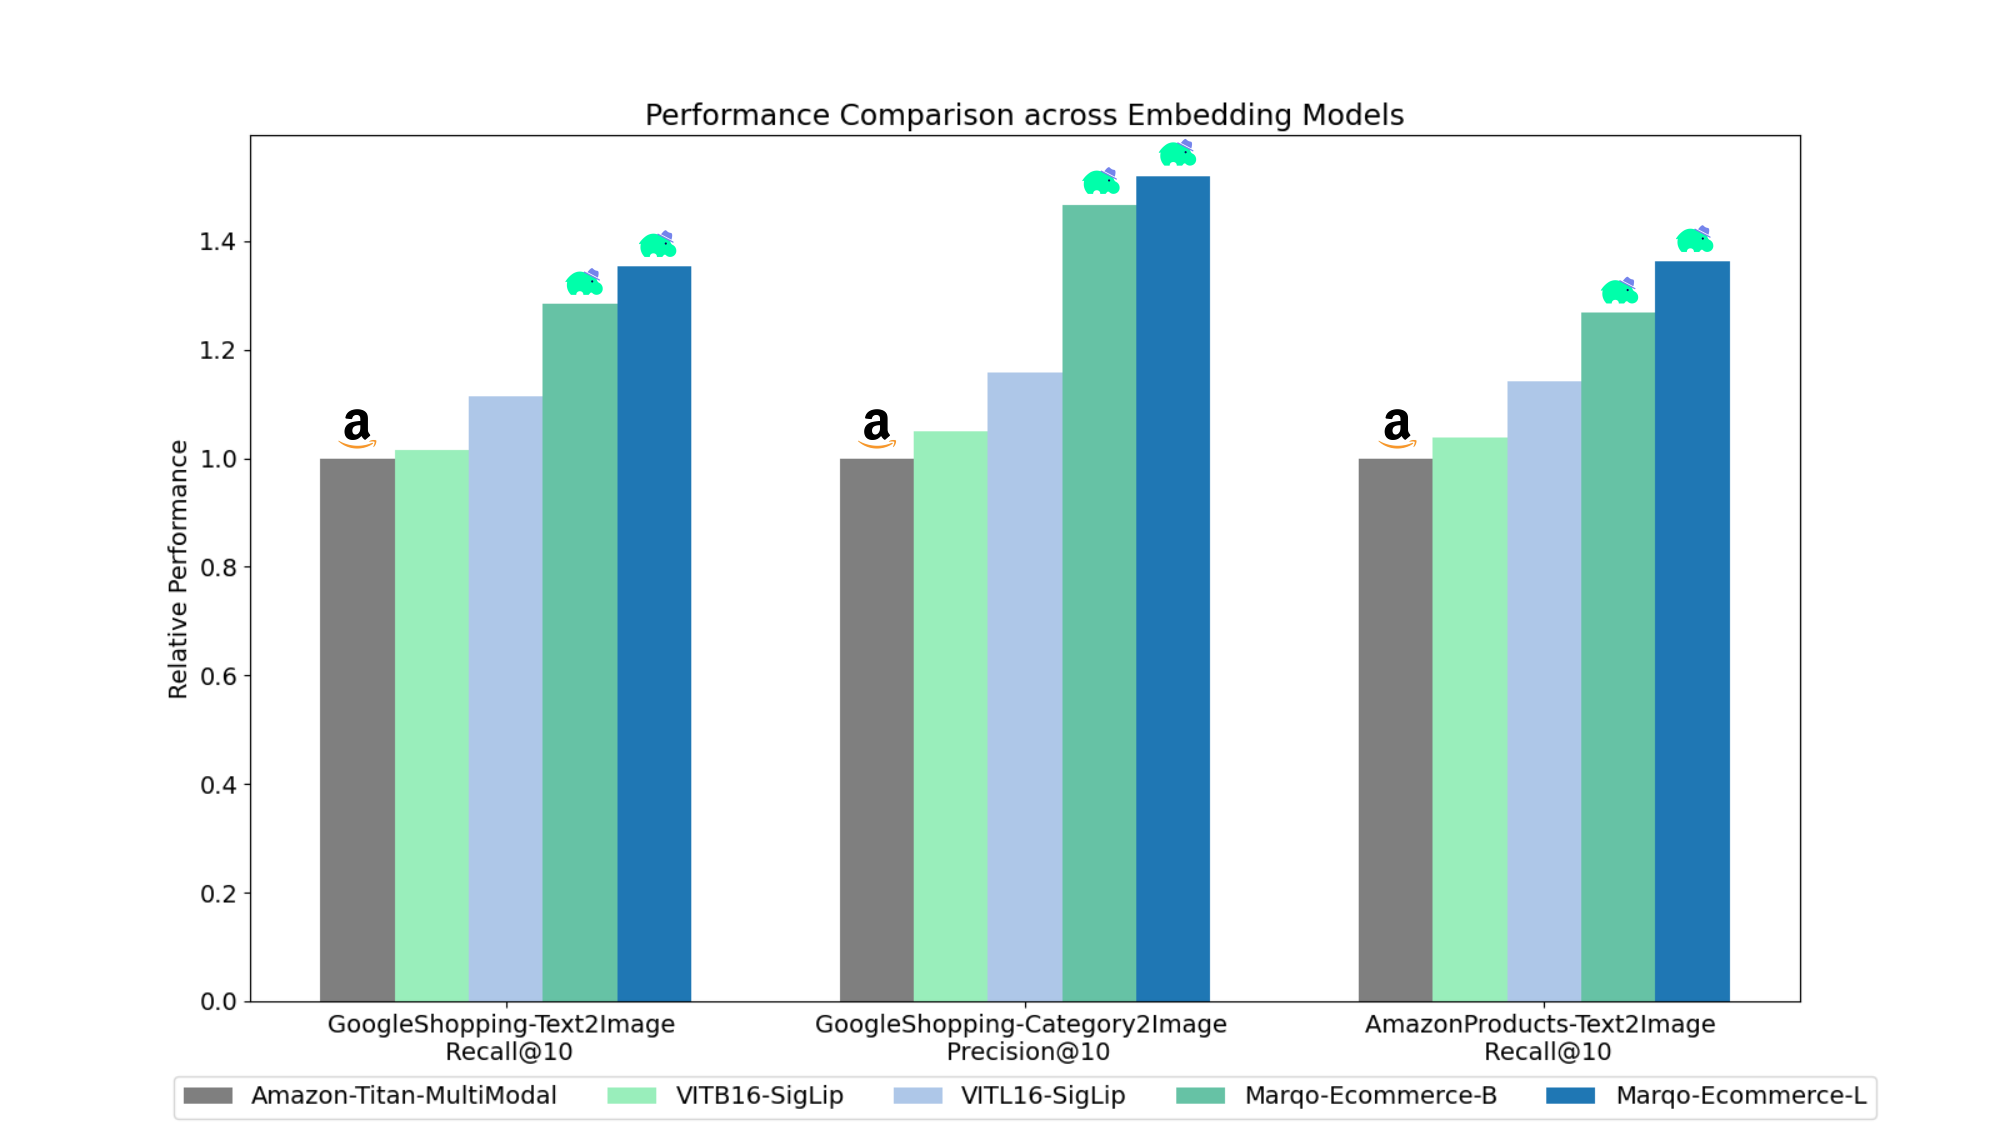 Performance Comparison across Embedding Models
Relative Performance
1.4
1.2
1.0
0.8
0.6
0.4
0.2
0.0
a
a
a
GoogleShopping-Text2Image
Recall@10
GoogleShopping-Category2Image
Precision@10
AmazonProducts-Text2Image
Recall@10
Amazon-Titan-MultiModal
VITB16-SigLip
VITL16-SigLip
Marqo-Ecommerce-B
Marqo-Ecommerce-L